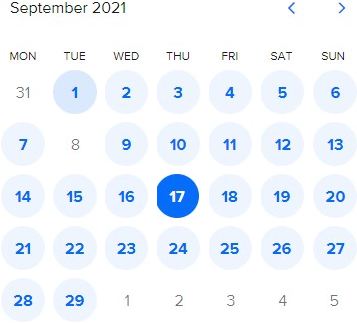 September 2021
MON TUE WED THU FRI SAT SUN
31 1 2 3 4 5 6
7 8 9 10 11 12 13
14 15 16 17 18 19 20
21 22 23 24 25 26 27
28 29 1 2 3 4 5